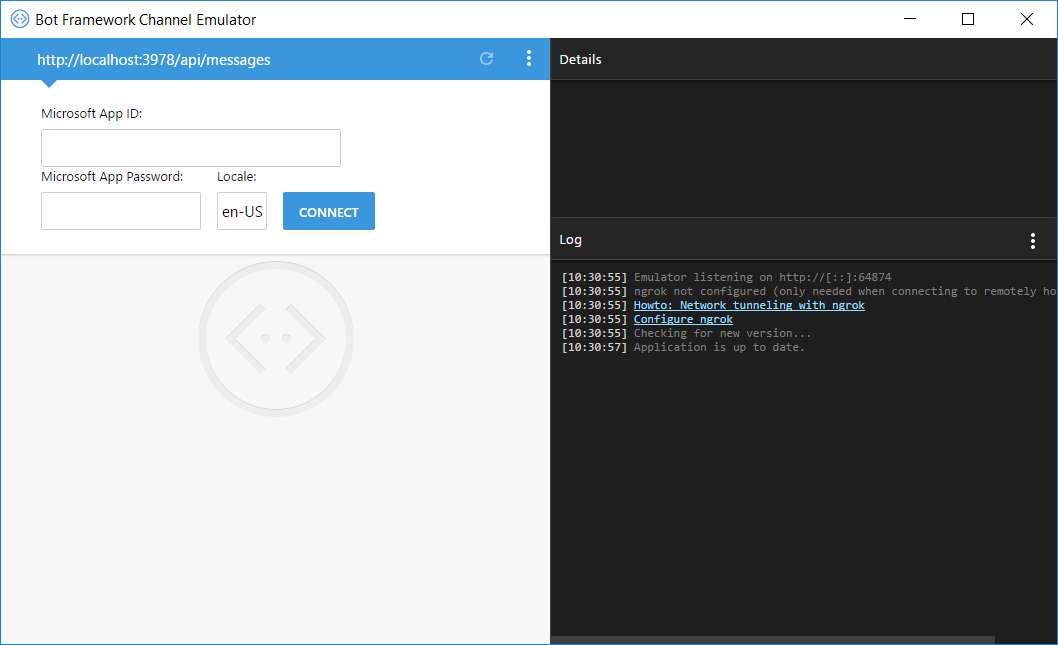 Bot Framework Channel Emulator
http://localhost:3978/api/messages
Microsoft App ID:
Microsoft App Password:
Locale:
en-US
CONNECT
Details
Log
[10:30:55] Emulator listening on http://[::]:64874
[10:30:55] ngrok not configured (only needed when connecting to remotely ho
[10:30:55] Howto: Network tunneling with ngrok
[10:30:55] Configure ngrok
[10:30:55] Checking for new version...
[10:30:57] Application is up to date.